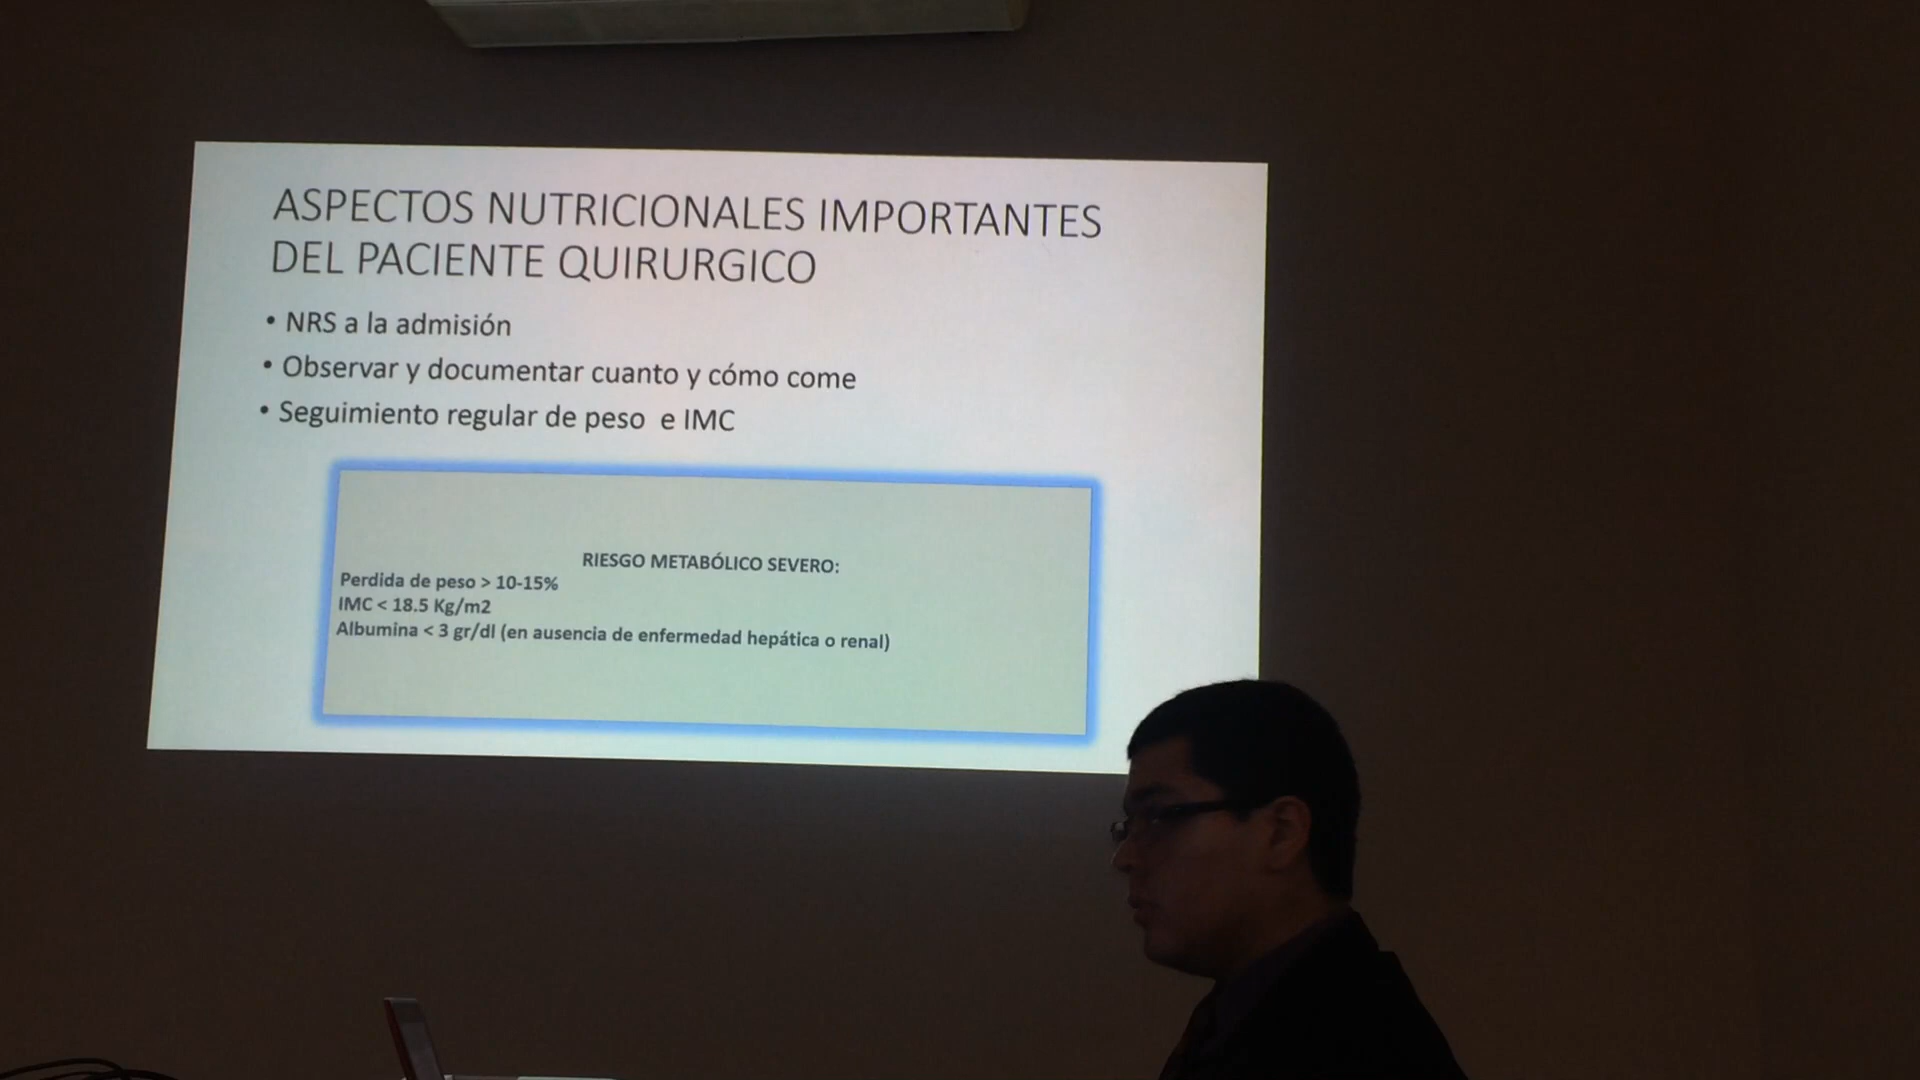 ASPECTOS NUTRICIONALES IMPORTANTES
DEL PACIENTE QUIRURGICO
• NRS a la admisión
• Observar y documentar cuanto y cómo come
• Seguimiento regular de peso e IMC
RIESGO METABÓLICO SEVERO:
Perdida de peso > 10-15%
IMC < 18.5 Kg/m2
Albumina < 3 gr/dl (en ausencia de enfermedad hepática o renal)